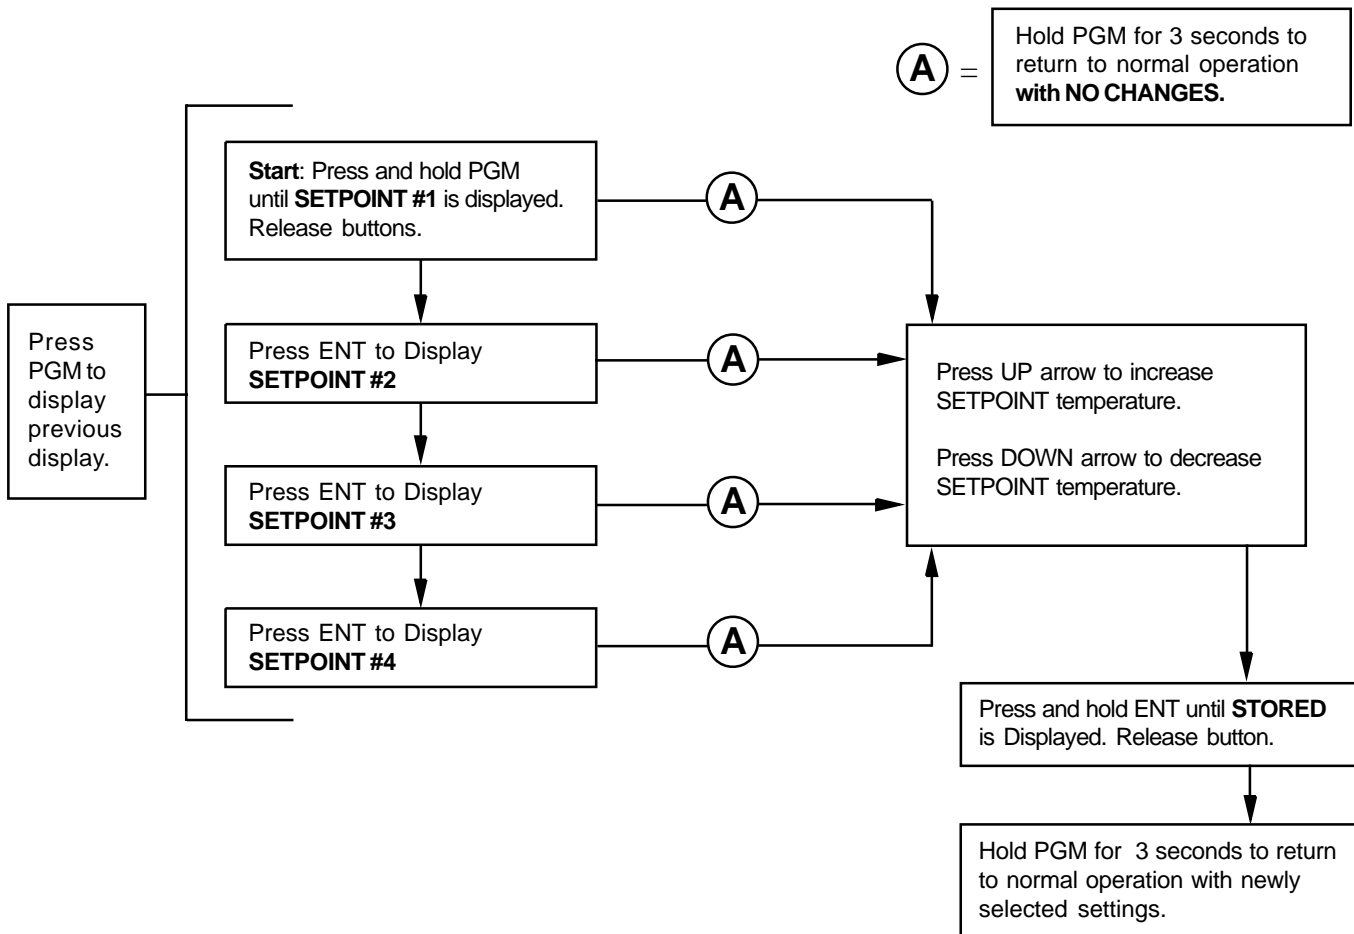 A =
Hold PGM for 3 seconds to
return to normal operation
with NO CHANGES.
Start: Press and hold PGM
until SETPOINT #1 is displayed.
Release buttons.
A
Press
PGM to
display
previous
display.
Press ENT to Display
SETPOINT #2
A
Press UP arrow to increase
SETPOINT temperature.
Press DOWN arrow to decrease
SETPOINT temperature.
Press ENT to Display
SETPOINT #3
A
Press ENT to Display
SETPOINT #4
A
Press and hold ENT until STORED
is Displayed. Release button.
Hold PGM for 3 seconds to return
to normal operation with newly
selected settings.